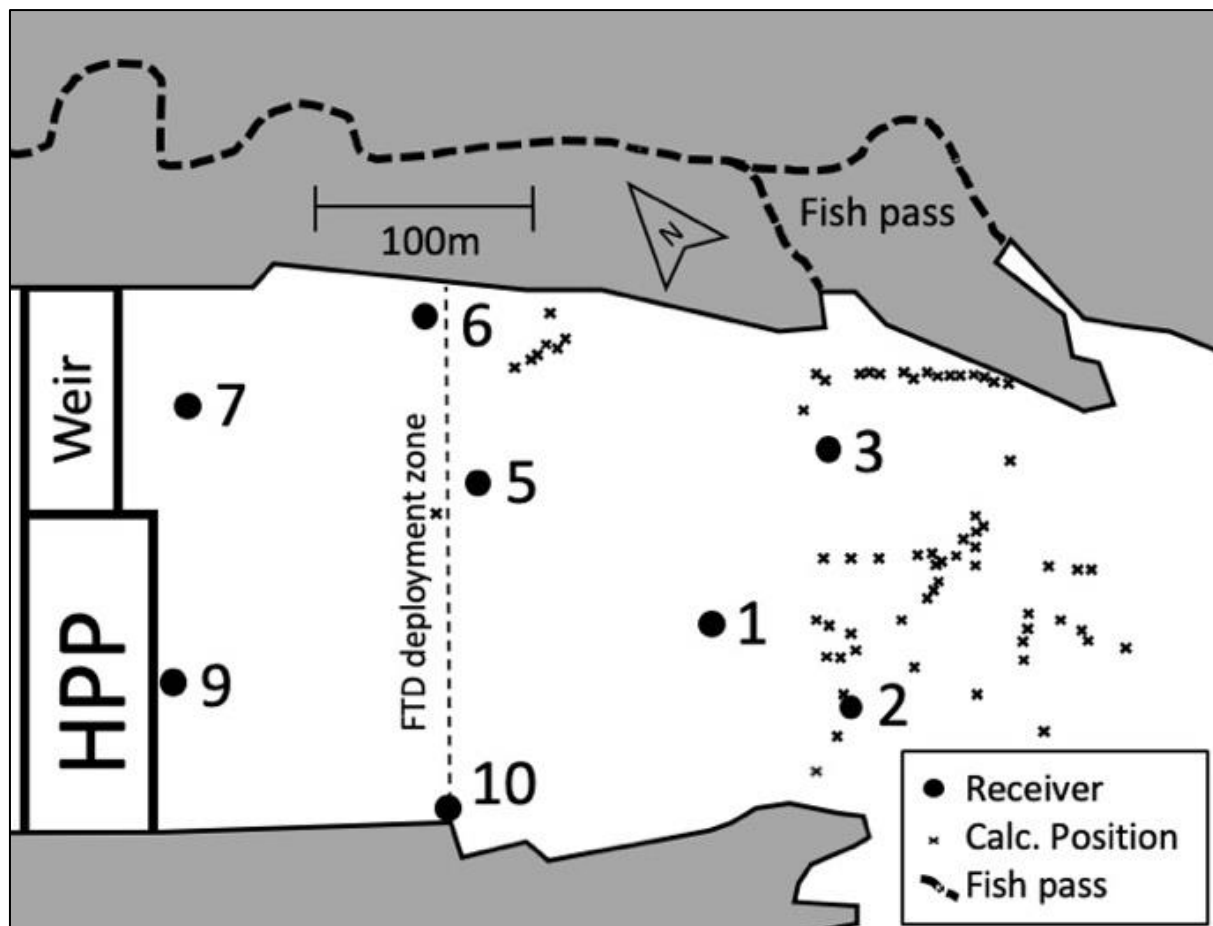 Fish pass
100m
N
6
7
Weir
3
5
FTD deployment zone
1
9
HPP
2
10
Receiver
Calc. Position
Fish pass